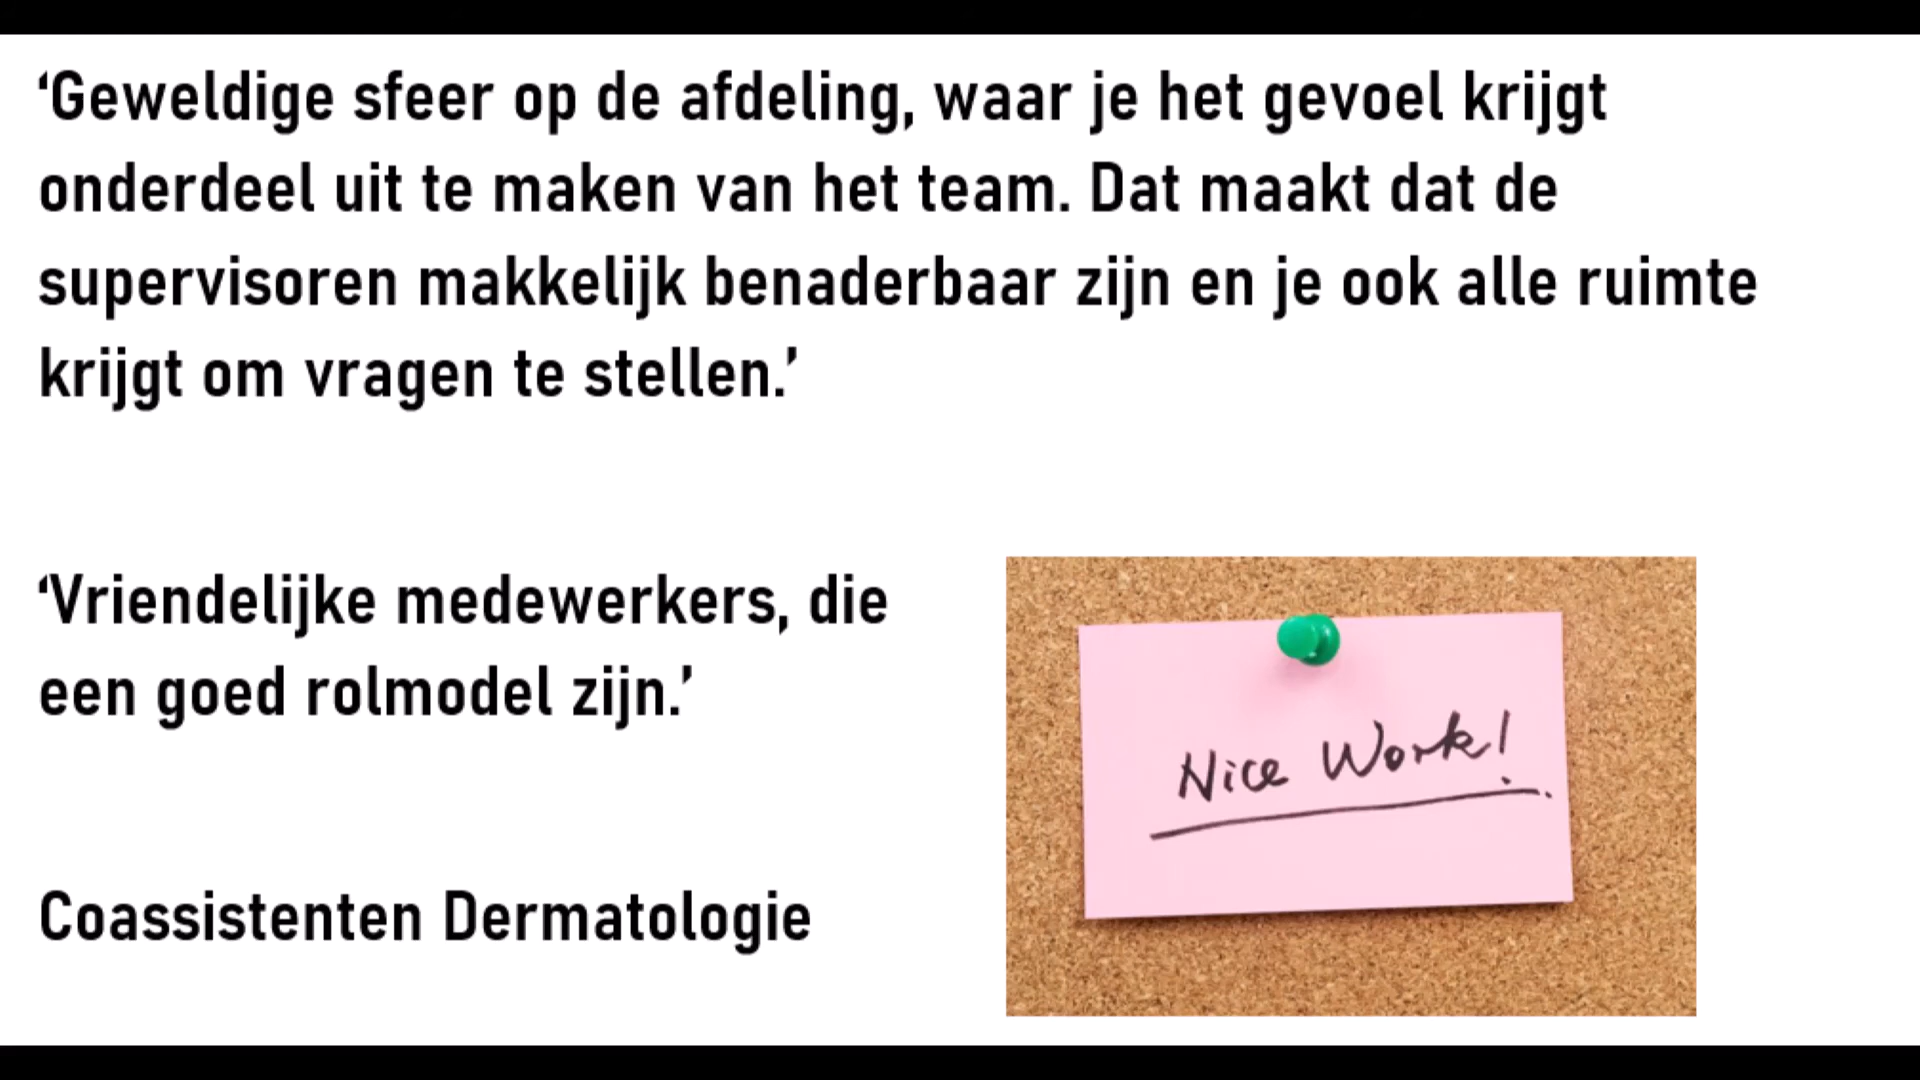 ‘Geweldige sfeer op de afdeling, waar je het gevoel krijgt
onderdeel uit te maken van het team. Dat maakt dat de
supervisoren makkelijk benaderbaar zijn en je ook alle ruimte
krijgt om vragen te stellen.’
‘Vriendelijke medewerkers, die
een goed rolmodel zijn.’
Nice Work!
Coassistenten Dermatologie